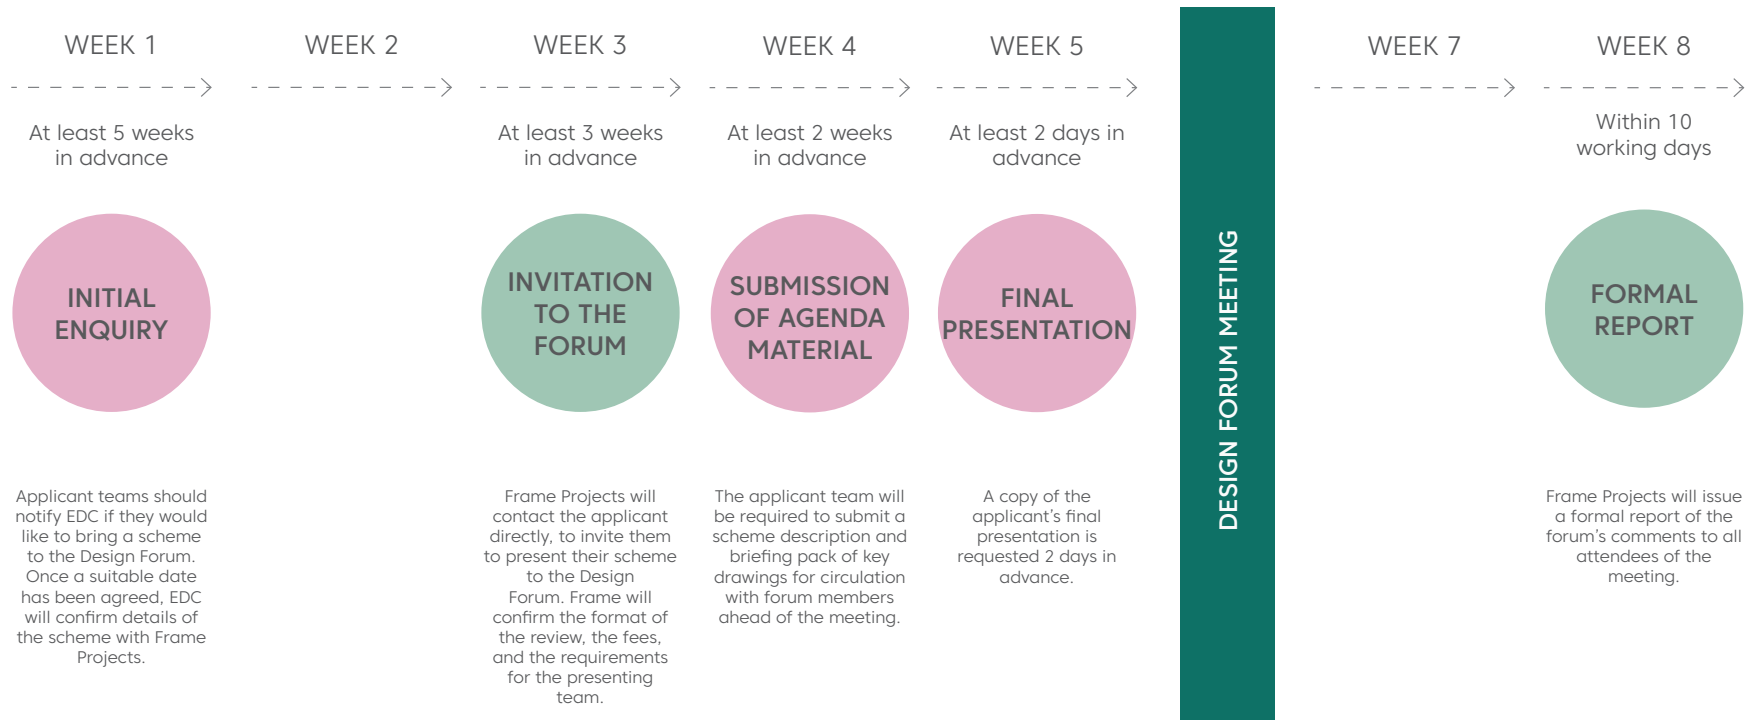 WEEK 1
At least 5 weeks
in advance
INITIAL
ENQUIRY
Applicant teams should
notify EDC if they would
like to bring a scheme
to the Design Forum.
Once a suitable date
has been agreed, EDC
will confirm details of
the scheme with Frame
Projects.
WEEK 2
WEEK 3
At least 3 weeks
in advance
INVITATION
TO THE
FORUM
Frame Projects will
contact the applicant
directly, to invite them
to present their scheme
to the Design
Forum. Frame will
confirm the format of
the review, the fees,
and the requirements
for the presenting
team.
WEEK 4
At least 2 weeks
in advance
SUBMISSION
OF AGENDA
MATERIAL
The applicant team will
be required to submit a
scheme description and
briefing pack of key
drawings for circulation
with forum members
ahead of the meeting.
WEEK 5
At least 2 days in
advance
FINAL
PRESENTATION
A copy of the
applicant’s final
presentation is
requested 2 days in
advance.
DESIGN FORUM MEETING
WEEK 7
WEEK 8
Within 10
working days
FORMAL
REPORT
Frame Projects will issue
a formal report of the
forum’s comments to all
attendees of the
meeting.